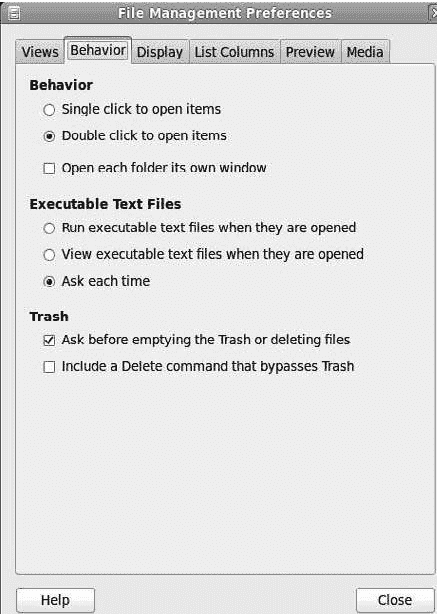 File Management Preferences
Views Behavior Display List Columns Preview Media
Behavior
Single click to open items
Double click to open items
Open each folder its own window
Executable Text Files
Run executable text files when they are opened
View executable text files when they are opened
Ask each time
Trash
Ask before emptying the Trash or deleting files
Include a Delete command that bypasses Trash
Help Close